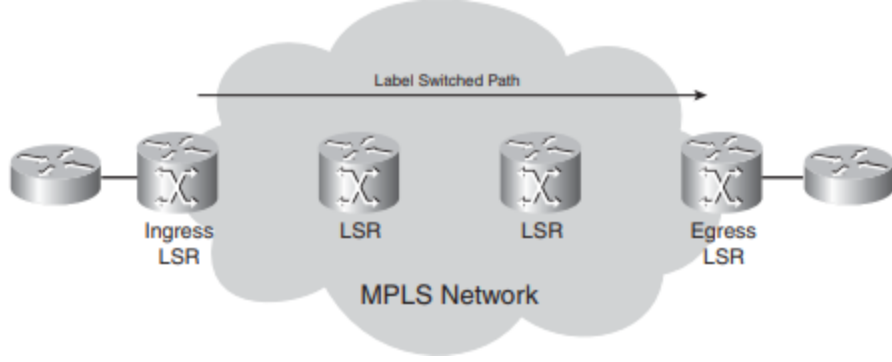 Label Switched Path
Ingress
LSR
LSR
LSR
Egress
LSR
MPLS Network